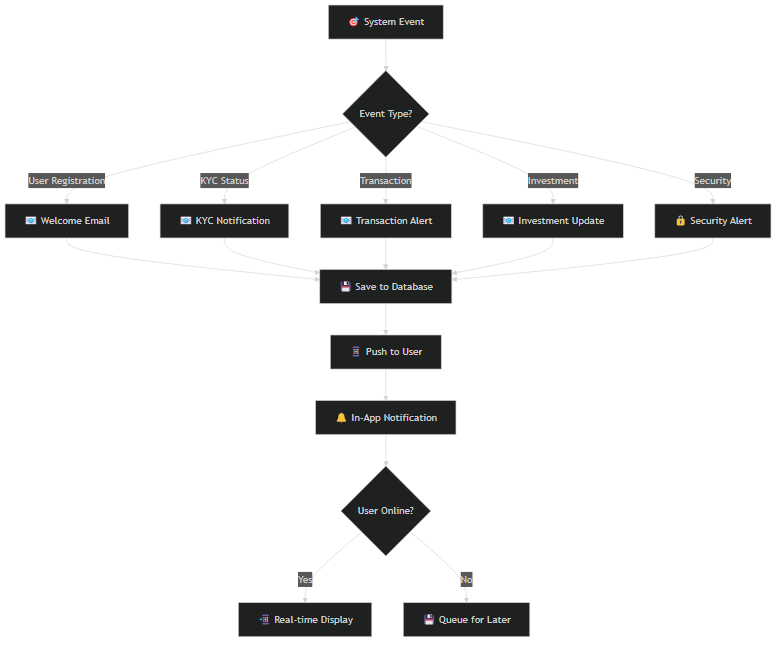 🎯 System Event
Event Type?
User Registration
KYC Status
Transaction
Investment
Security
📧 Welcome Email
📧 KYC Notification
📧 Transaction Alert
📧 Investment Update
🔒 Security Alert
💾 Save to Database
📱 Push to User
🔔 In-App Notification
User Online?
Yes
No
📲 Real-time Display
💾 Queue for Later